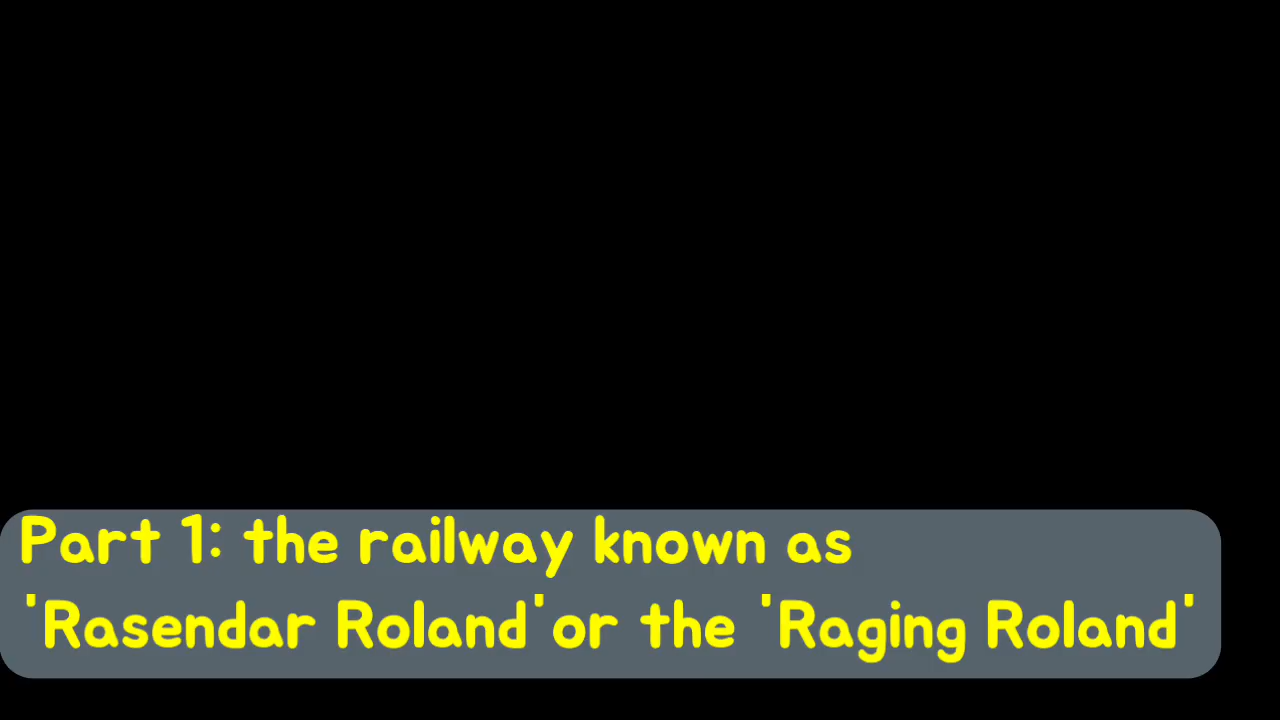 Part 1: the railway known as
'Rasendar Roland'or the 'Raging Roland'